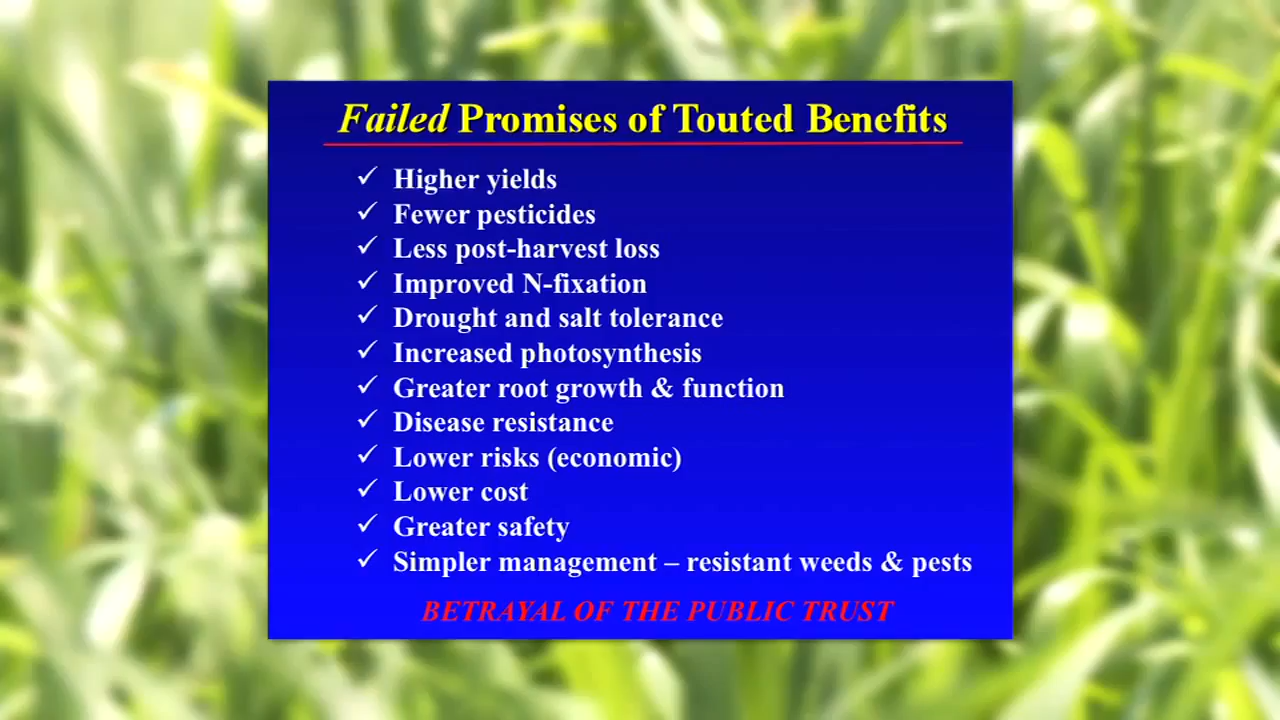 Failed Promises of Touted Benefits
✓ Higher yields
✓ Fewer pesticides
✓ Less post-harvest loss
✓ Improved N-fixation
✓ Drought and salt tolerance
✓ Increased photosynthesis
✓ Greater root growth & function
✓ Disease resistance
✓ Lower risks (economic)
✓ Lower cost
✓ Greater safety
✓ Simpler management – resistant weeds & pests
BETRAYAL OF THE PUBLIC TRUST